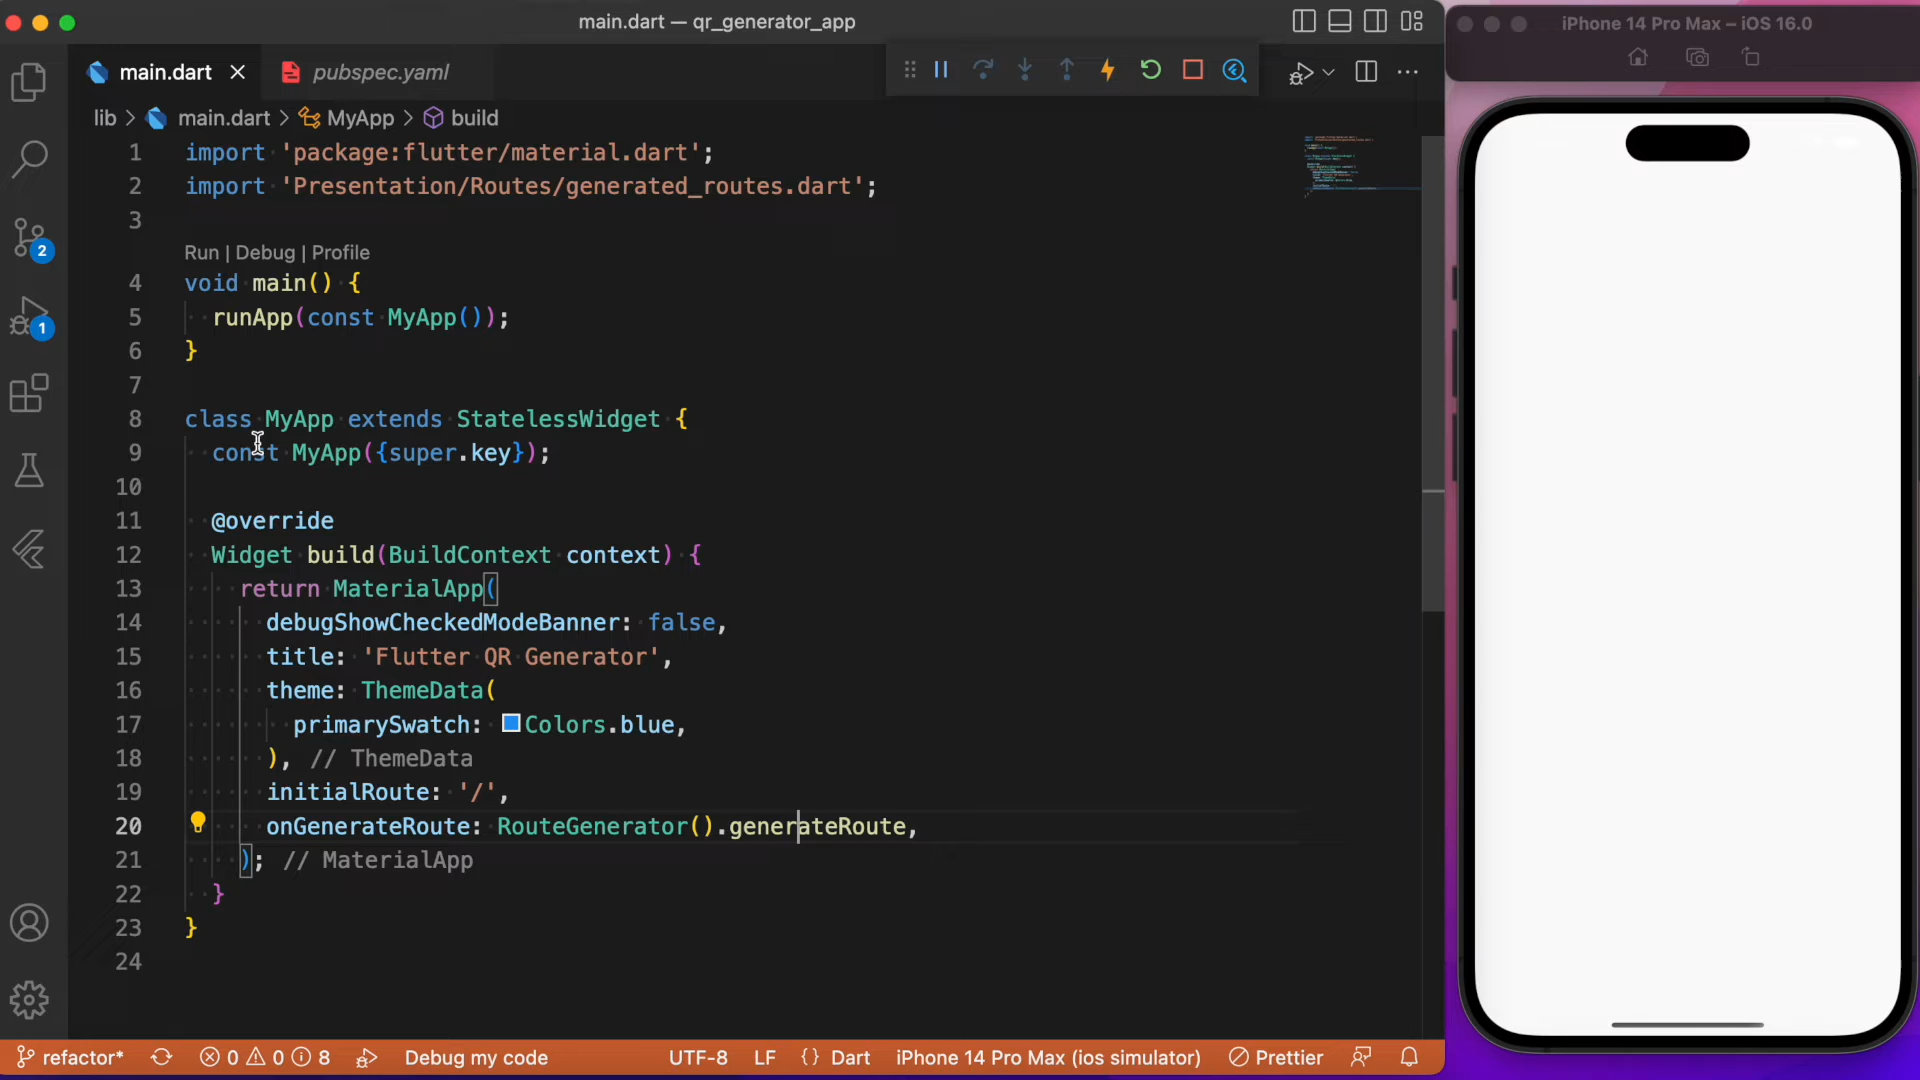 main.dart — qr_generator_app
iPhone 14 Pro Max – iOS 16.0
main.dart
pubspec.yaml
lib > main.dart > MyApp > build
1 import 'package:flutter/material.dart';
2 import 'Presentation/Routes/generated_routes.dart';
3
Run | Debug | Profile
4 void main() {
5 runApp(const MyApp());
6 }
7
8 class MyApp extends StatelessWidget {
9 const MyApp({super.key});
10
11 @override
12 Widget build(BuildContext context) {
13 return MaterialApp(
14 debugShowCheckedModeBanner: false,
15 title: 'Flutter QR Generator',
16 theme: ThemeData(
17 primarySwatch: Colors.blue,
18 ), // ThemeData
19 initialRoute: '/',
20 onGenerateRoute: RouteGenerator().generateRoute,
21 ); // MaterialApp
22 }
23 }
24
2
1
refactor* 0 0 8 Debug my code UTF-8 LF {} Dart iPhone 14 Pro Max (ios simulator) Prettier